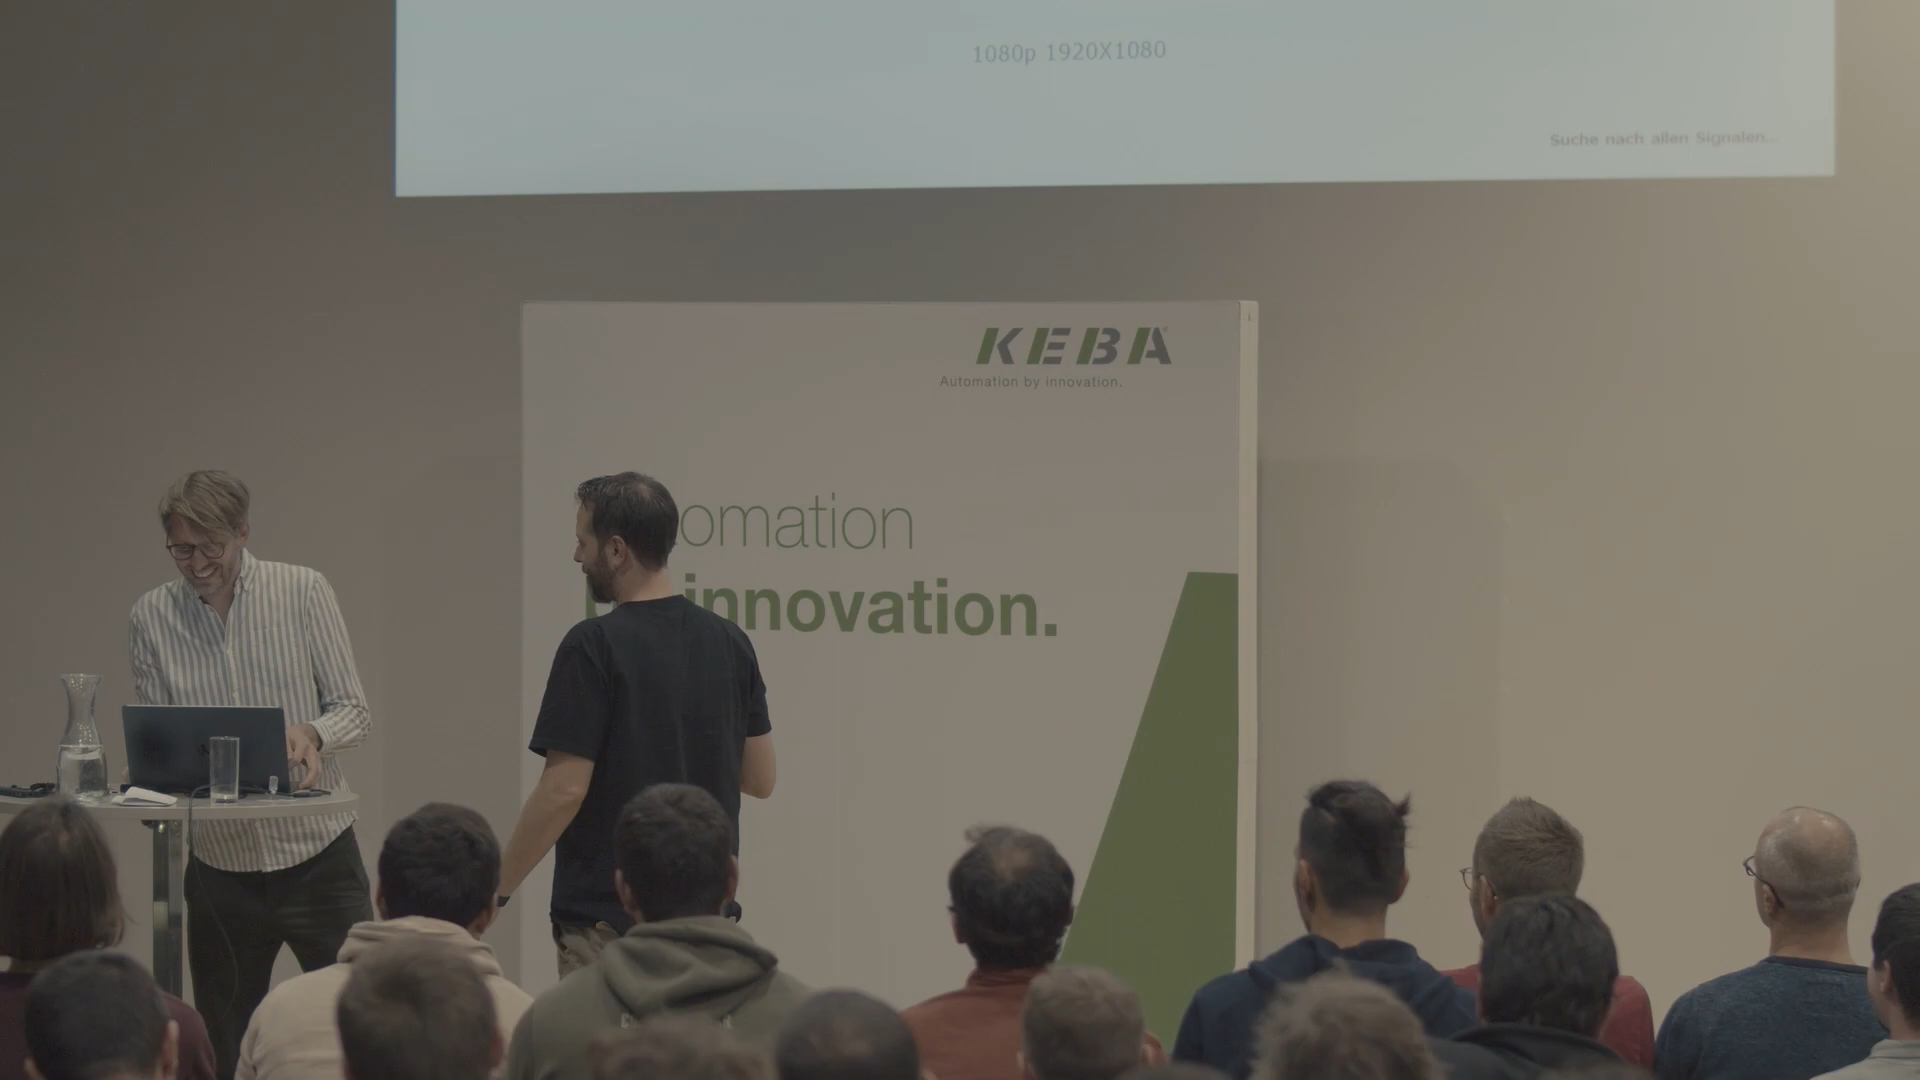 1080p 1920X1080
Suche nach allen Signalen...
KEBA
Automation by innovation.
omation
innovation.